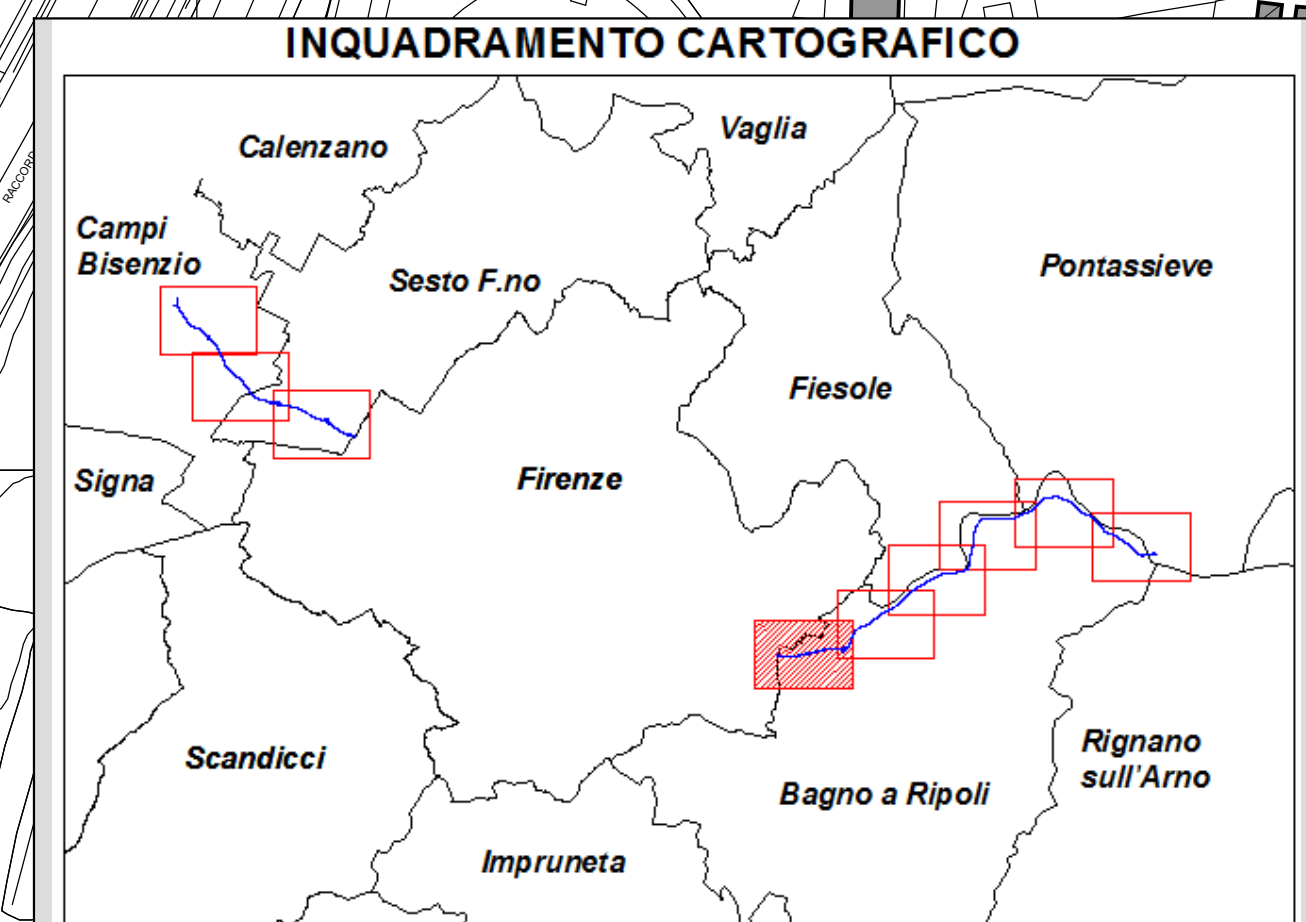 INQUADRAMENTO CARTOGRAFICO
Vaglia
Calenzano
RACCORD
Campi
Bisenzio
Sesto F.no
Pontassieve
Fiesole
Signa
Firenze
Scandicci
Rignano
sull'Arno
Bagno a Ripoli
Impruneta